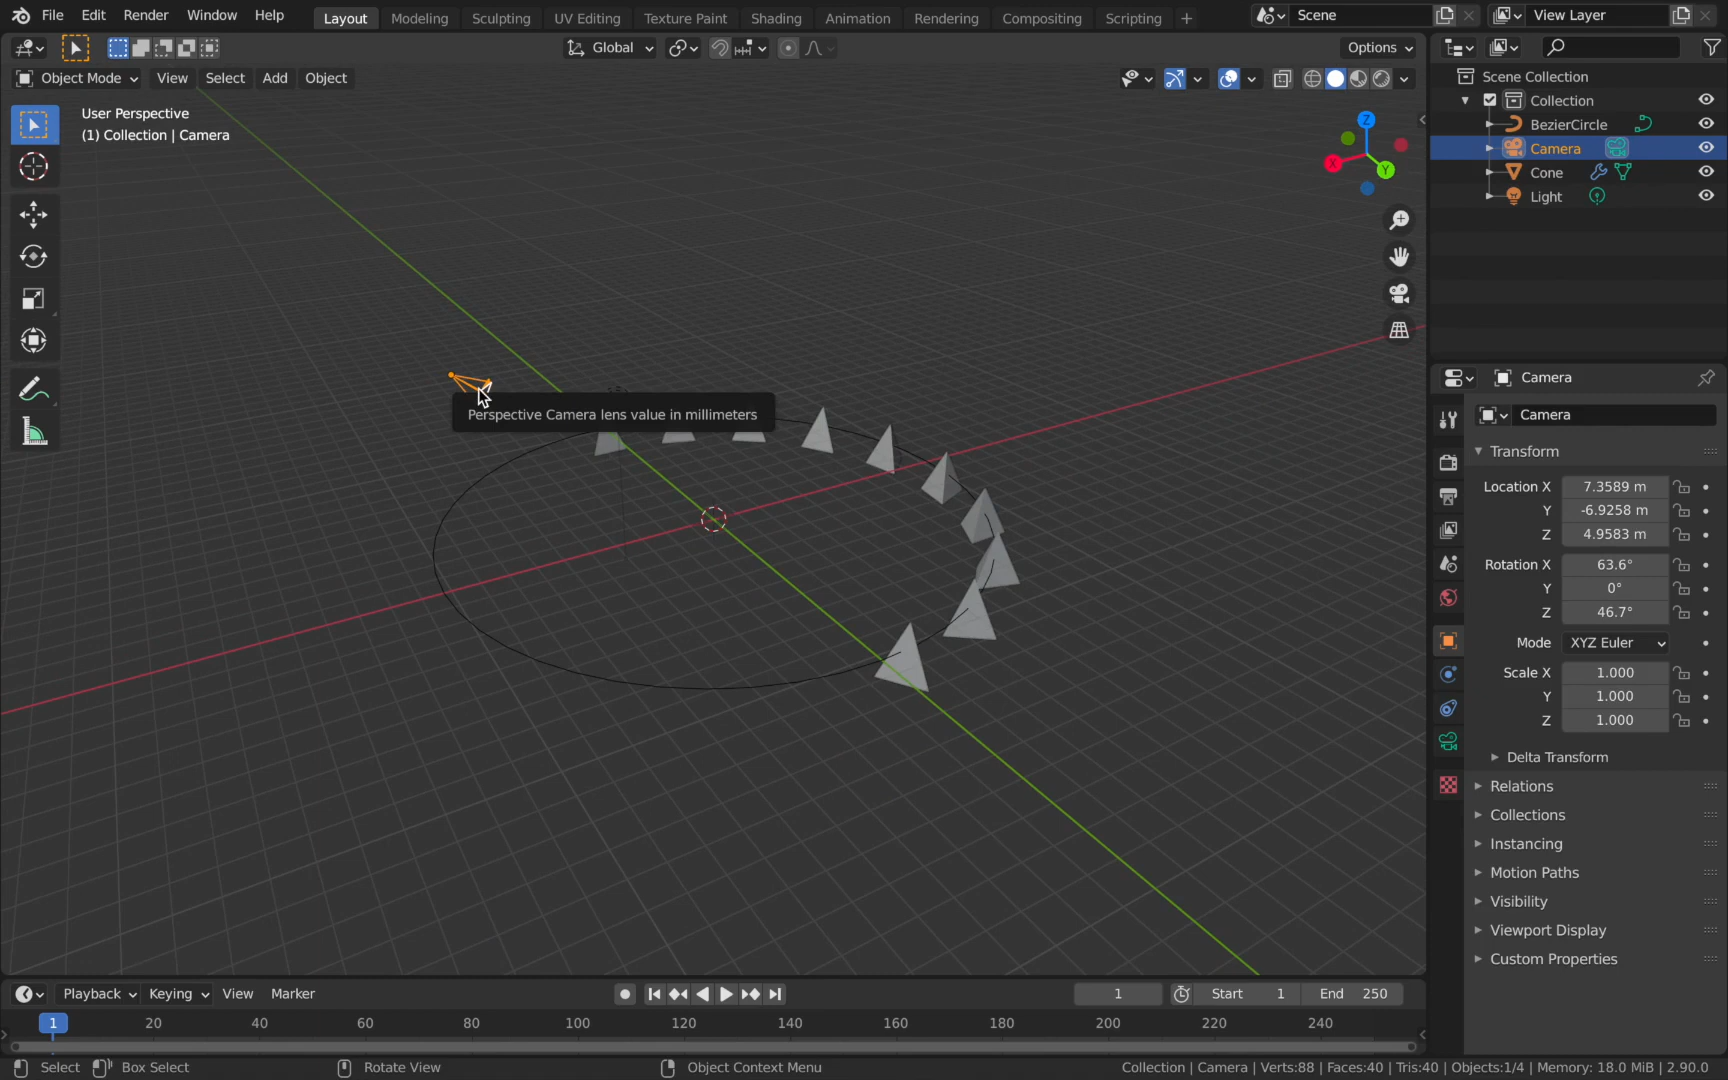 File Edit Render Window Help Layout Modeling Sculpting UV Editing Texture Paint Shading Animation Rendering Compositing Scripting + Scene View Layer
Global Options
Object Mode View Select Add Object
User Perspective
(1) Collection | Camera
Z
X
Y
Perspective Camera lens value in millimeters
Scene Collection
Collection
BezierCircle
Camera
Cone
Light
Camera
Camera
Transform
Location X 7.3589 m
Y -6.9258 m
Z 4.9583 m
Rotation X 63.6°
Y 0°
Z 46.7°
Mode XYZ Euler
Scale X 1.000
Y 1.000
Z 1.000
Delta Transform
Relations
Collections
Instancing
Motion Paths
Visibility
Viewport Display
Custom Properties
Playback Keying View Marker 1 Start 1 End 250
1 20 40 60 80 100 120 140 160 180 200 220 240
Select Box Select Rotate View Object Context Menu Collection | Camera | Verts:88 | Faces:40 | Tris:40 | Objects:1/4 | Memory: 18.0 MiB | 2.90.0